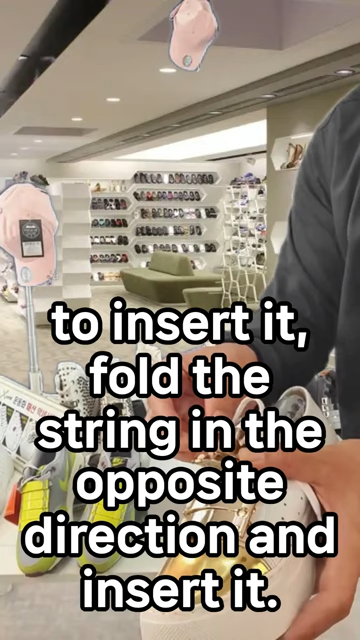 to insert it,
fold the
string in the
opposite
direction and
insert it.